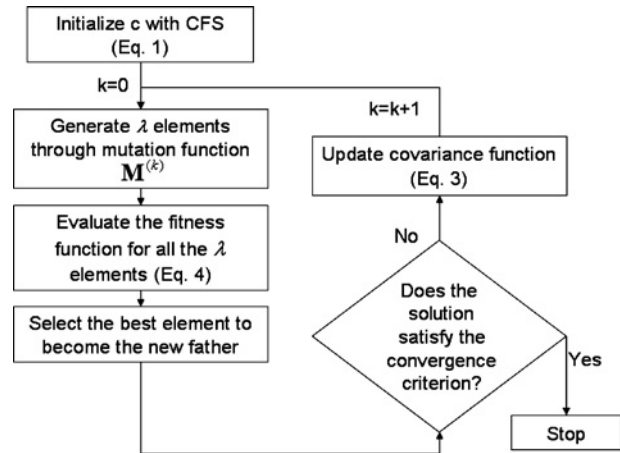 Initialize c with CFS
(Eq. 1)
k=0
Generate λ elements
through mutation function
M^(k)
Evaluate the fitness
function for all the λ
elements (Eq. 4)
Select the best element to
become the new father
k=k+1
Update covariance function
(Eq. 3)
No
Does the
solution
satisfy the
convergence
criterion?
Yes
Stop